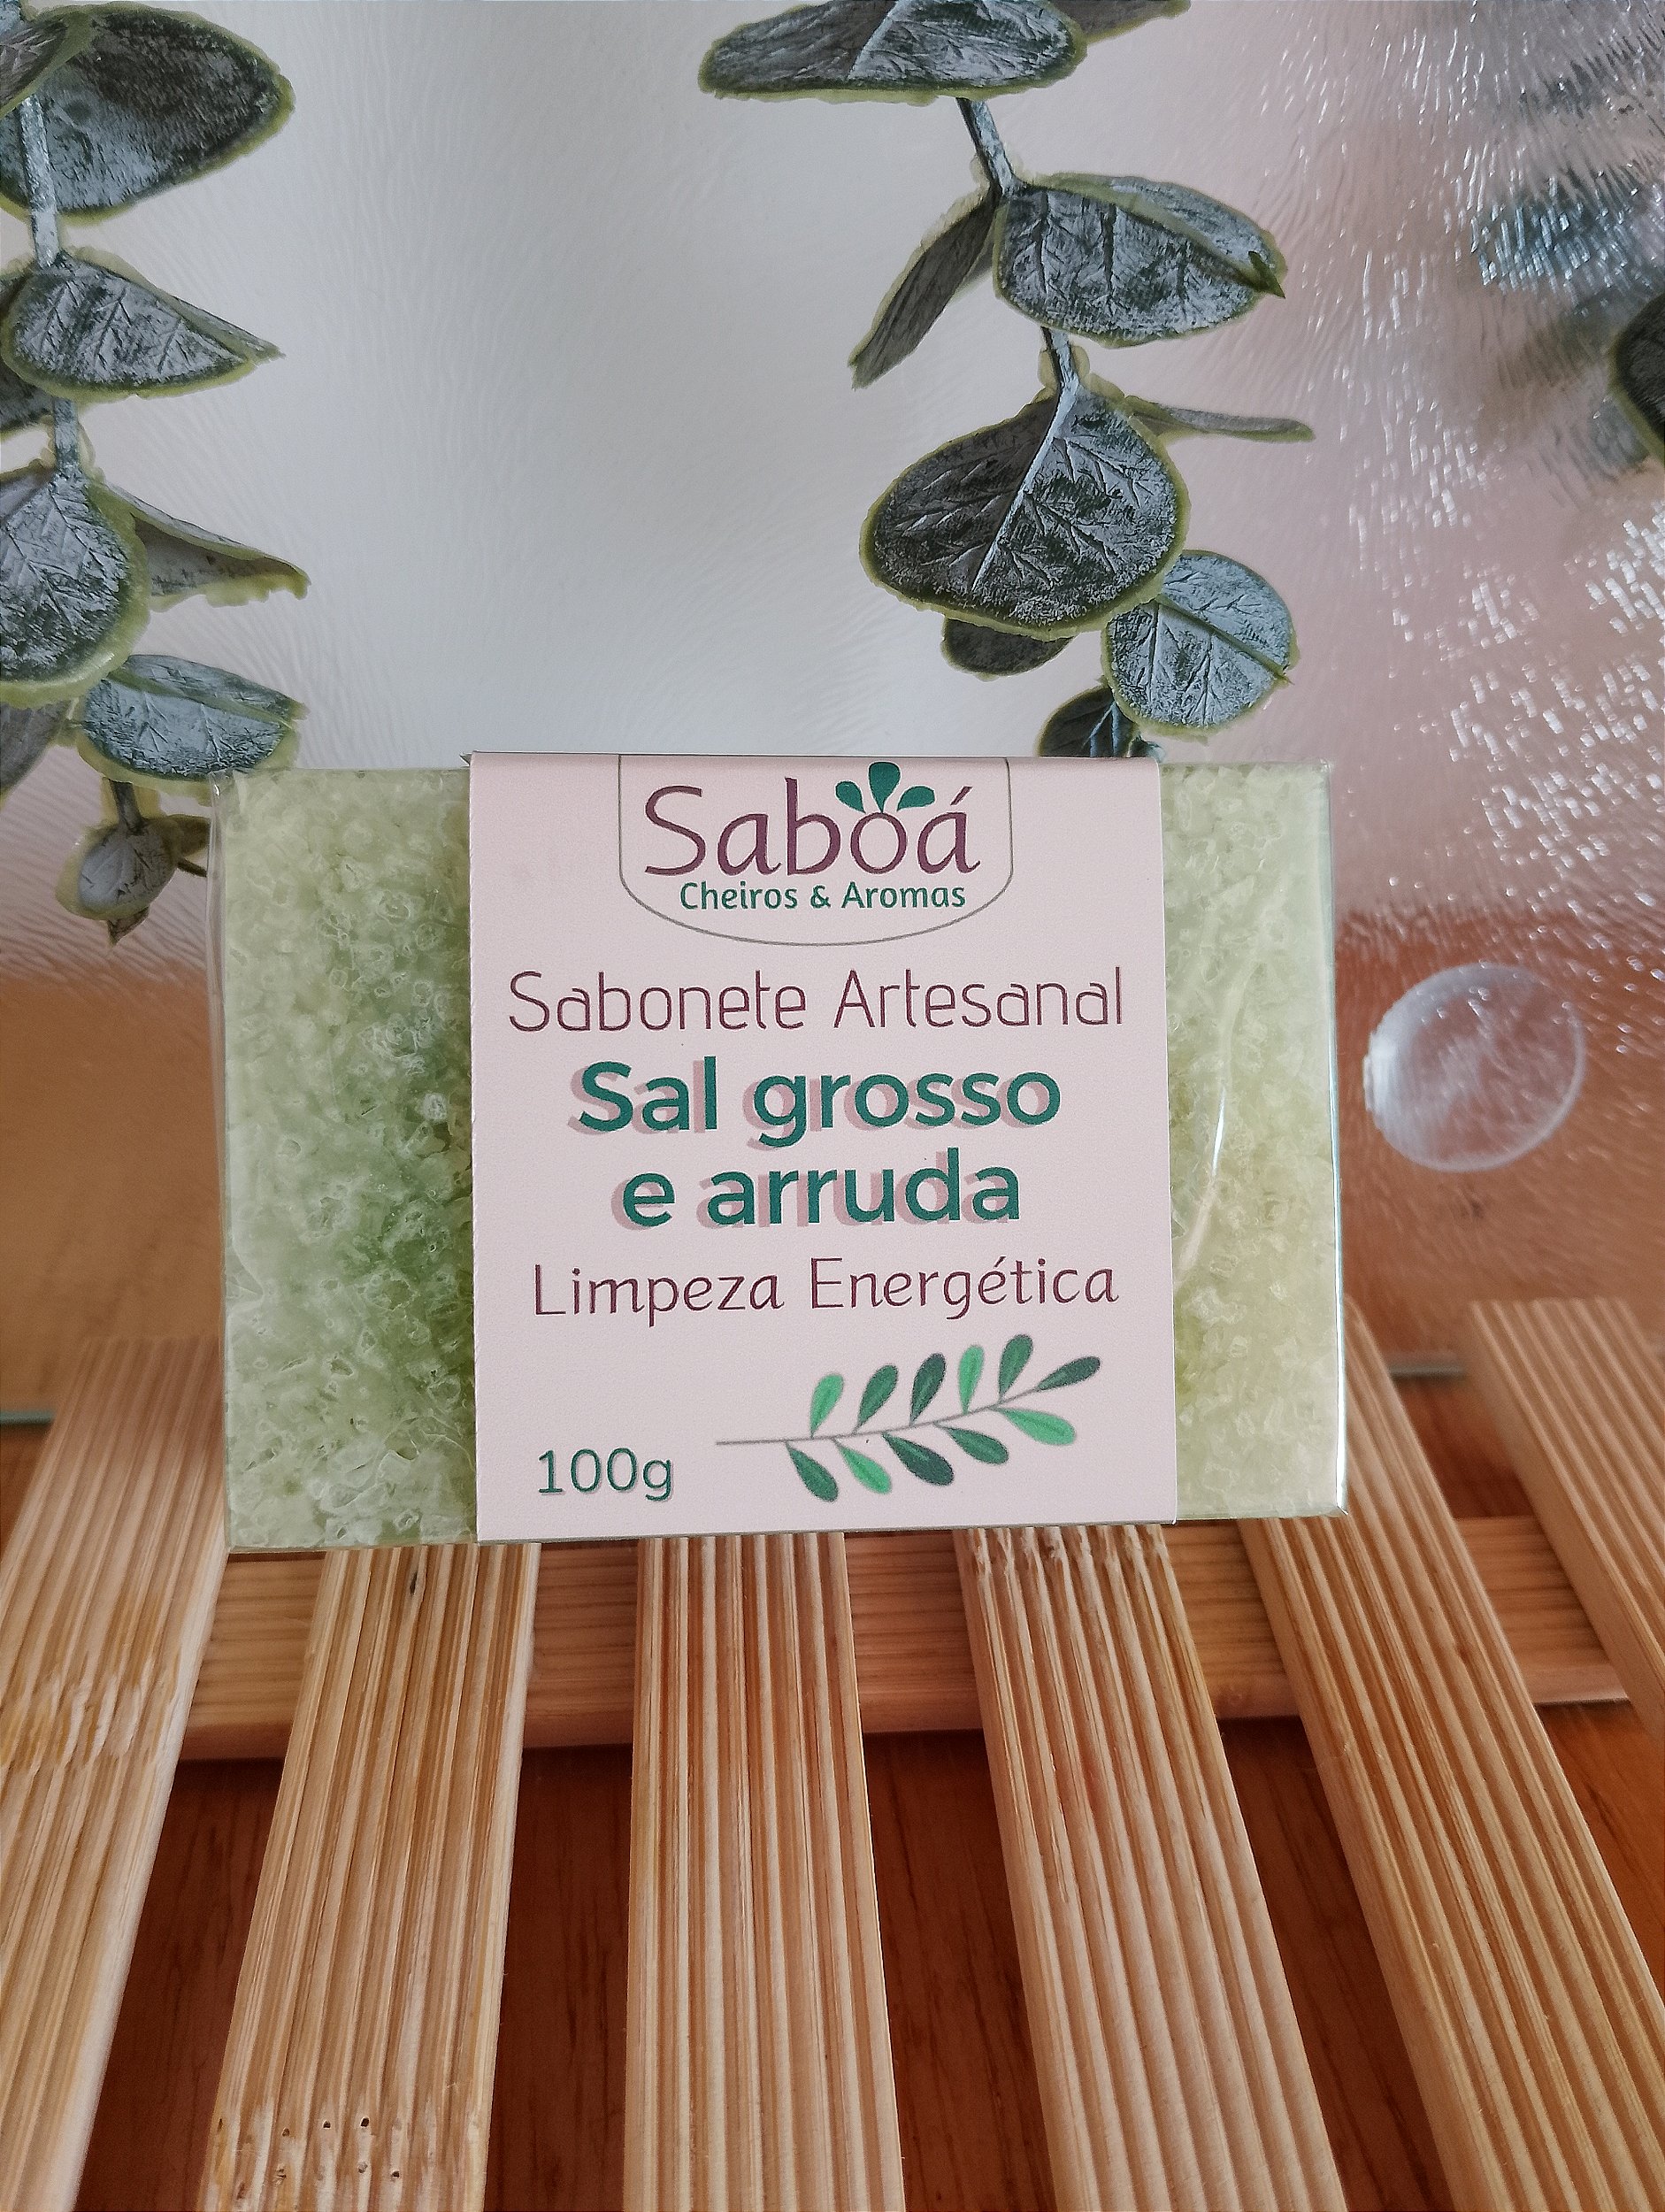 Saboá
Cheiros & Aromas
Sabonete Artesanal
Sal grosso
e arruda
Limpeza Energética
100g